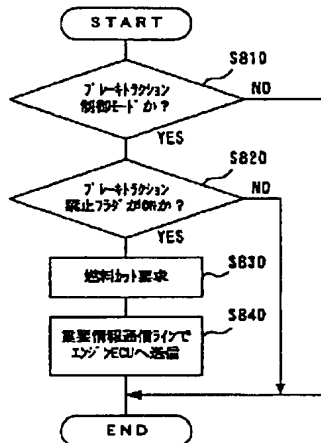 START
S810
ブレーキトラクション
制御モードか？
NO
YES
S820
ブレーキトラクション
禁止フラグがONか？
NO
YES
S830
燃料カット要求
S840
重要情報通信ラインで
エンジンECUへ送信
END